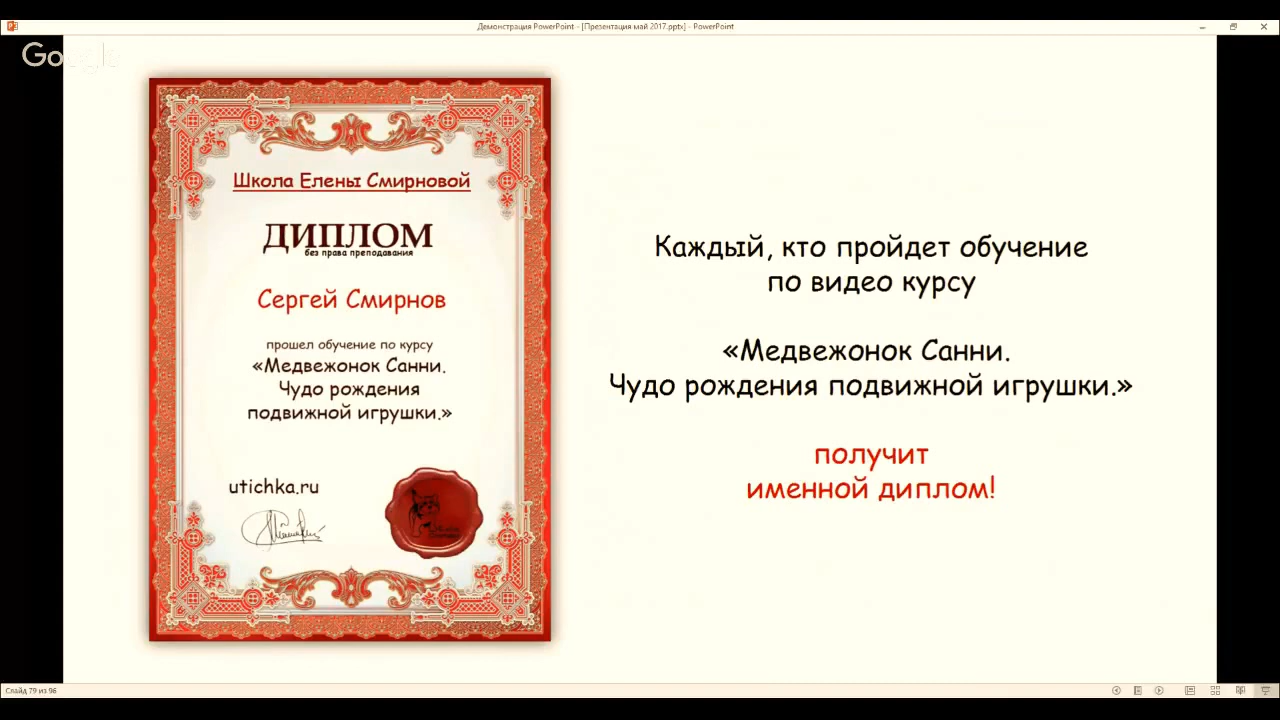 Демонстрация PowerPoint - [Презентация май 2017.pptx] - PowerPoint
Google
Школа Елены Смирновой
ДИПЛОМ
без права преподавания
Сергей Смирнов
прошел обучение по курсу
«Медвежонок Санни.
Чудо рождения
подвижной игрушки.»
utichka.ru
Каждый, кто пройдет обучение
по видео курсу
«Медвежонок Санни.
Чудо рождения подвижной игрушки.»
получит
именной диплом!
Слайд 79 из 96